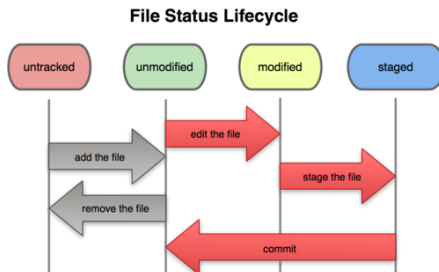 File Status Lifecycle
untracked
unmodified
modified
staged
edit the file
add the file
stage the file
remove the file
commit